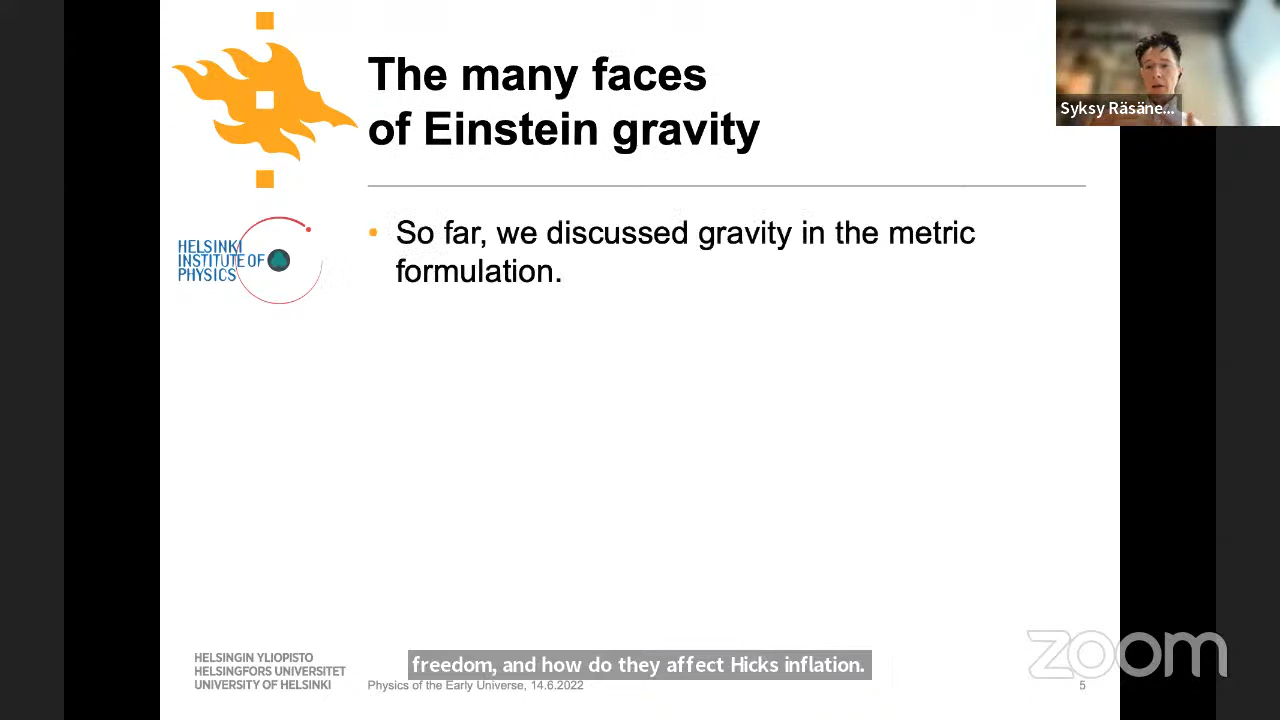 The many faces
of Einstein gravity
Syksy Räsäne...
HELSINKI
INSTITUTE OF
PHYSICS
• So far, we discussed gravity in the metric
formulation.
freedom, and how do they affect Hicks inflation.
HELSINGIN YLIOPISTO
HELSINGFORS UNIVERSITET
UNIVERSITY OF HELSINKI
Physics of the Early Universe, 14.6.2022
5
zoom